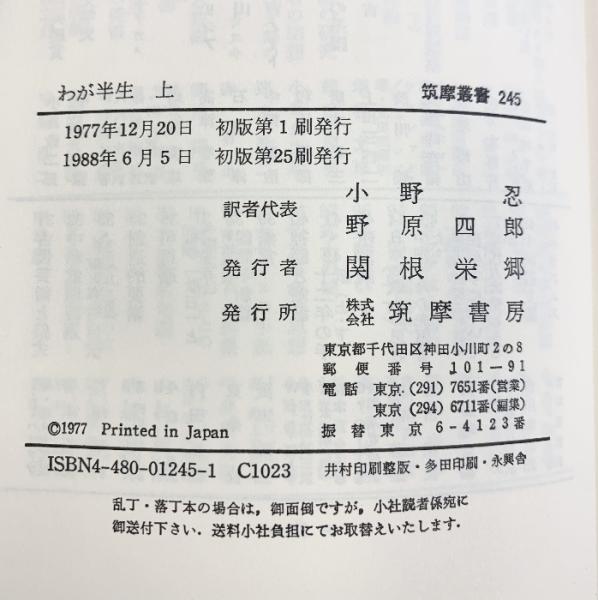 わが半生 上 筑摩叢書 245
1977年12月20日 初版第1刷発行
1988年6月5日 初版第25刷発行
訳者代表 小野忍
野原四郎
発行者 関根栄郷
発行所 株式会社 筑摩書房
東京都千代田区神田小川町2の8
郵便番号 101-91
電話 東京 (291) 7651番(営業)
東京 (294) 6711番(編集)
©1977 Printed in Japan 振替東京 6-4123番
ISBN4-480-01245-1 C1023 井村印刷整版・多田印刷・永興舎
乱丁・落丁本の場合は，御面倒ですが，小社読者係宛に
御送付下さい．送料小社負担にてお取替えいたします．